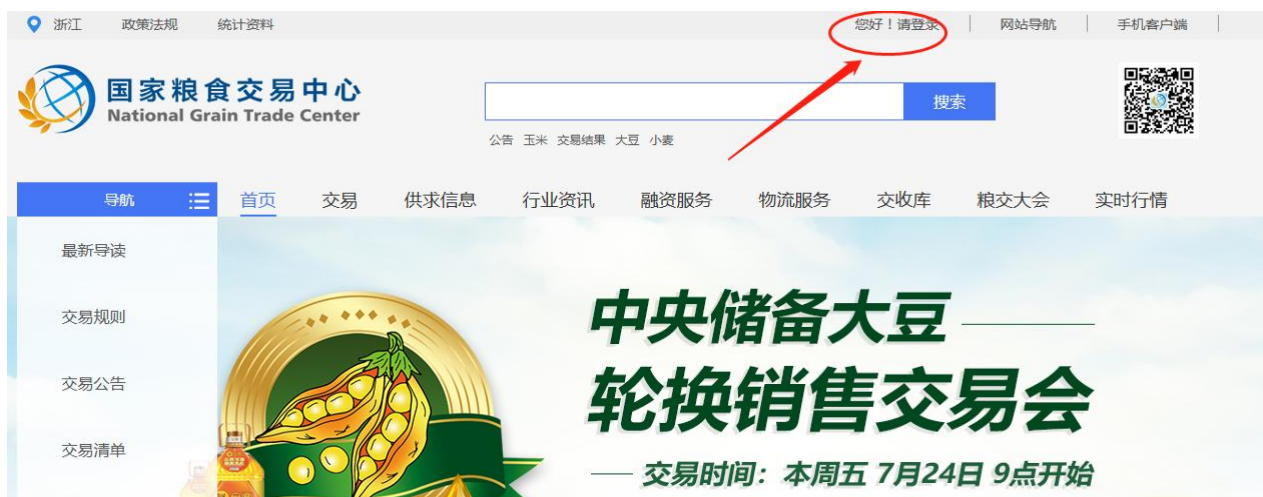 浙江 政策法规 统计资料 您好！请登录 网站导航 手机客户端
国家粮食交易中心
National Grain Trade Center
搜索
公告 玉米 交易结果 大豆 小麦
导航 首页 交易 供求信息 行业资讯 融资服务 物流服务 交收库 粮交大会 实时行情
最新导读
交易规则
交易公告
交易清单
中央储备大豆
轮换销售交易会
交易时间：本周五 7月24日 9点开始